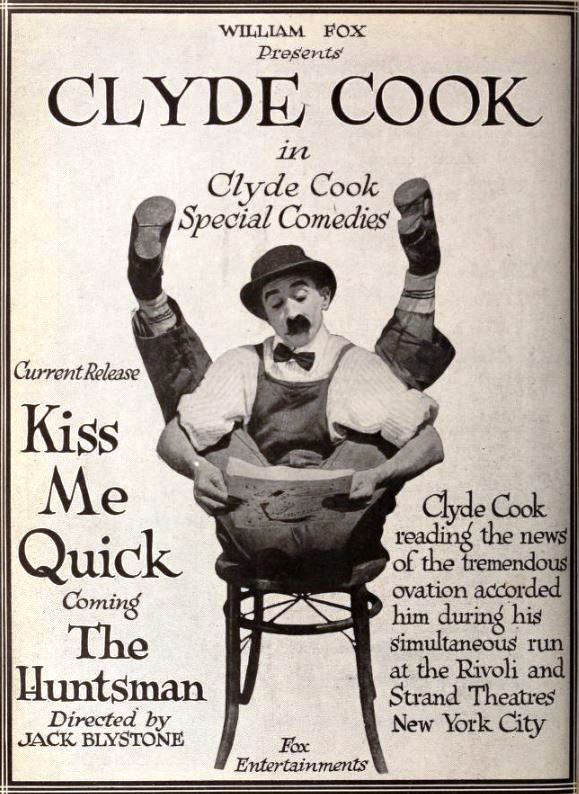 WILLIAM FOX
Presents
CLYDE COOK
in
Clyde Cook
Special Comedies
Current Release
Kiss
Me
Quick
Coming
The
Huntsman
Directed by
JACK BLYSTONE
Clyde Cook
reading the news
of the tremendous
ovation accorded
him during his
simultaneous run
at the Rivoli and
Strand Theatres
New York City
Fox
Entertainments